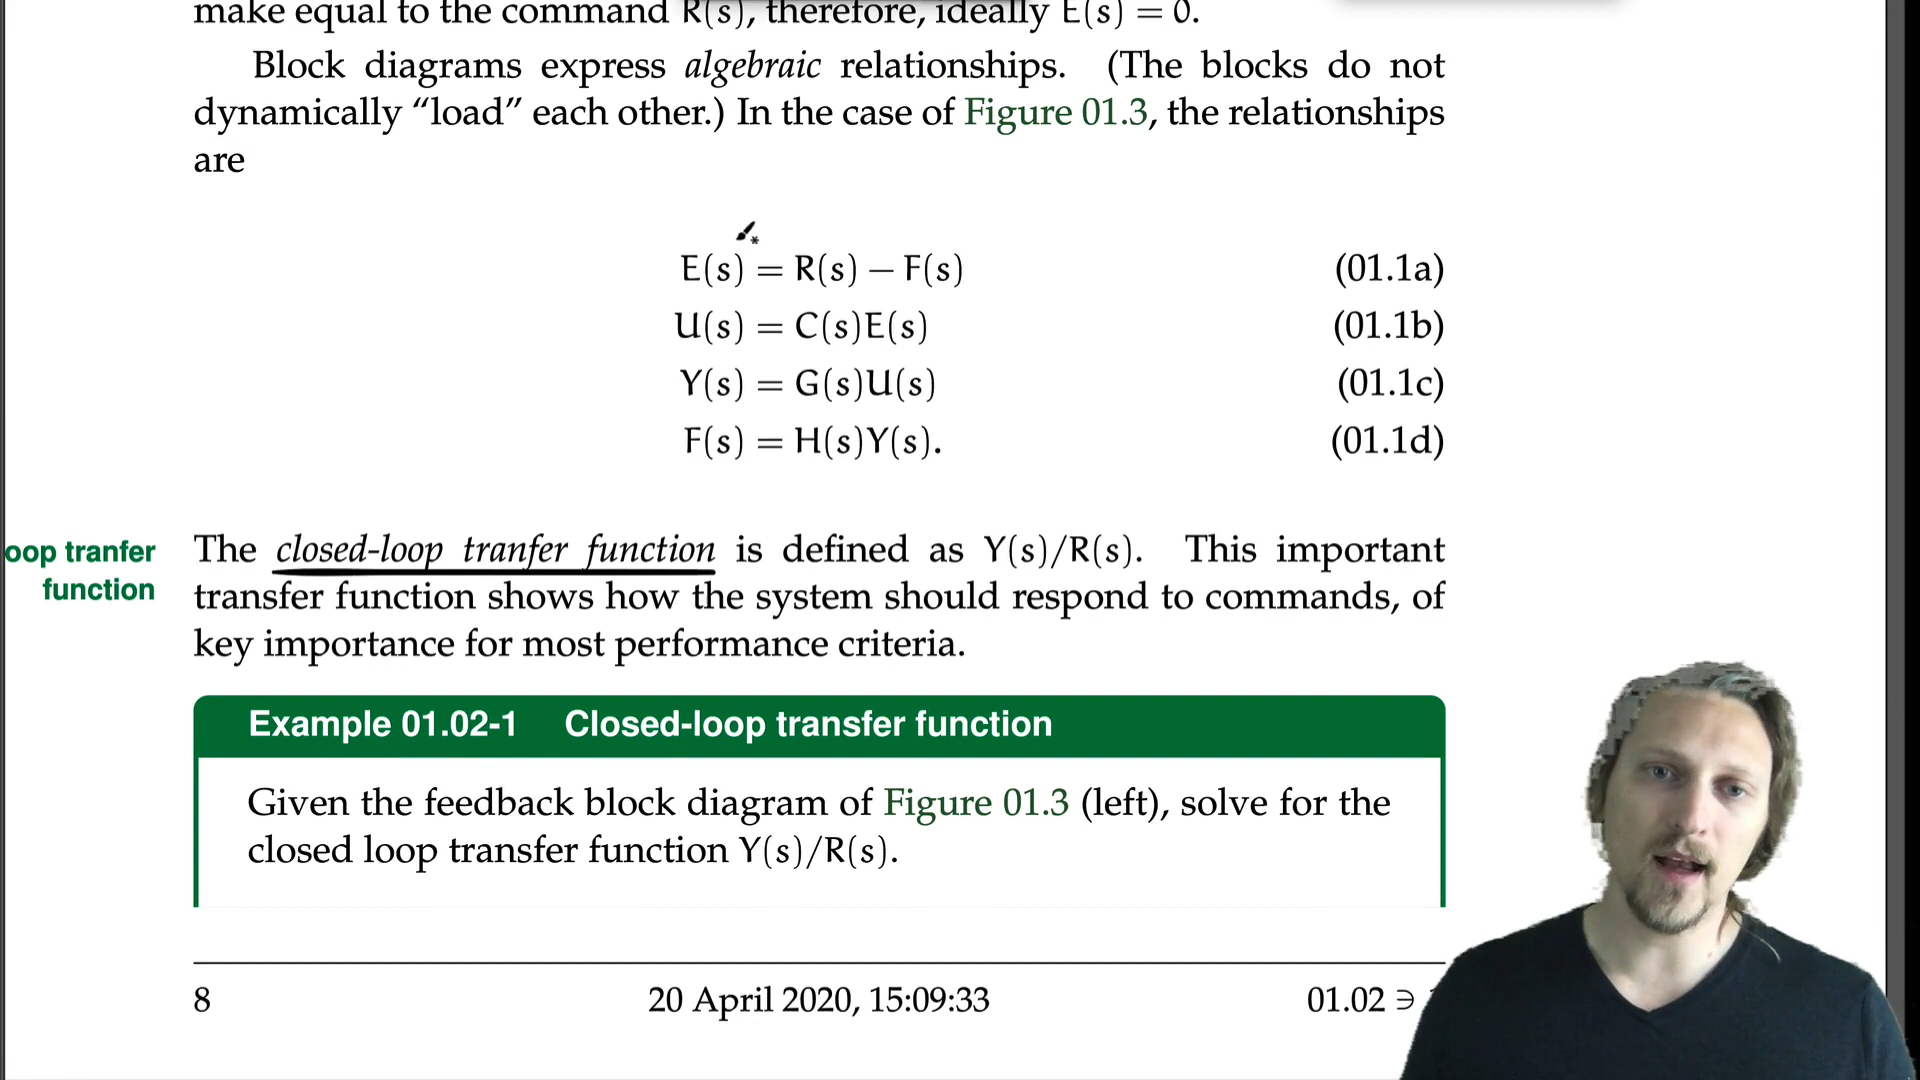 make equal to the command R(s), therefore, ideally E(s) = 0.
Block diagrams express algebraic relationships. (The blocks do not
dynamically “load” each other.) In the case of Figure 01.3, the relationships
are
E(s) = R(s) − F(s) (01.1a)
U(s) = C(s)E(s) (01.1b)
Y(s) = G(s)U(s) (01.1c)
F(s) = H(s)Y(s). (01.1d)
oop tranfer
function
The closed-loop tranfer function is defined as Y(s)/R(s). This important
transfer function shows how the system should respond to commands, of
key importance for most performance criteria.
Example 01.02-1 Closed-loop transfer function
Given the feedback block diagram of Figure 01.3 (left), solve for the
closed loop transfer function Y(s)/R(s).
8 20 April 2020, 15:09:33 01.02 ∋